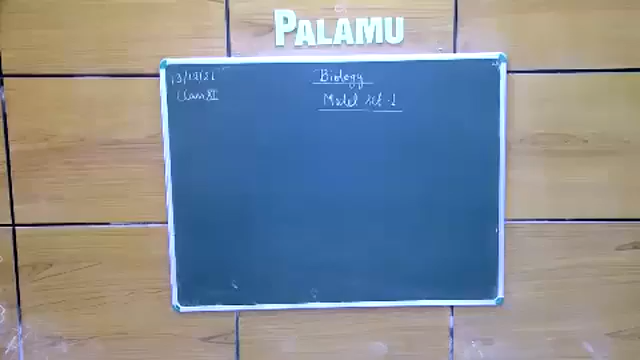 PALAMU
13/12/21
Class XI
Biology
Model Set-1